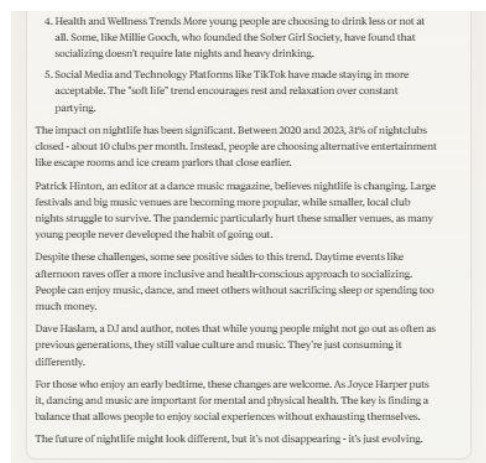 4. Health and Wellness Trends More young people are choosing to drink less or not at
all. Some, like Millie Gooch, who founded the Sober Girl Society, have found that
socializing doesn't require late nights and heavy drinking.
5. Social Media and Technology Platforms like TikTok have made staying in more
acceptable. The "soft life" trend encourages rest and relaxation over constant
partying.
The impact on nightlife has been significant. Between 2020 and 2023, 31% of nightclubs
closed - about 10 clubs per month. Instead, people are choosing alternative entertainment
like escape rooms and ice cream parlors that close earlier.
Patrick Hinton, an editor at a dance music magazine, believes nightlife is changing. Large
festivals and big music venues are becoming more popular, while smaller, local club
nights struggle to survive. The pandemic particularly hurt these smaller venues, as many
young people never developed the habit of going out.
Despite these challenges, some see positive sides to this trend. Daytime events like
afternoon raves offer a more inclusive and health-conscious approach to socializing.
People can enjoy music, dance, and meet others without sacrificing sleep or spending too
much money.
Dave Haslam, a DJ and author, notes that while young people might not go out as often as
previous generations, they still value culture and music. They're just consuming it
differently.
For those who enjoy an early bedtime, these changes are welcome. As Joyce Harper puts
it, dancing and music are important for mental and physical health. The key is finding a
balance that allows people to enjoy social experiences without exhausting themselves.
The future of nightlife might look different, but it's not disappearing - it's just evolving.